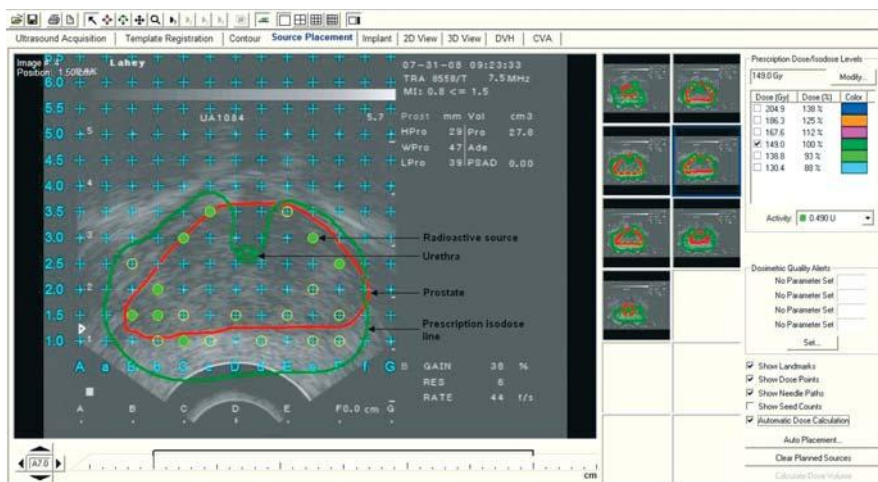 Ultrasound Acquisition | Template Registration | Contour | Source Placement | Implant | 2D View | 3D View | DVH | CVA
Image #: 4
Position: 1.50
Lahey
07-31-08 09:23:33
TRA 8558/T 7.5MHz
MI: 0.8 <= 1.5
UA1084
5.7
Prost mm Vol cm3
HPro 29 Pro 27.8
WPro 47 Ade
LPro 39 PSAD 0.00
6.0
5.5
5.0
4.5
4.0
3.5
3.0
2.5
2.0
1.5
1.0
5
4
3
2
1
Radioactive source
Urethra
Prostate
Prescription isodose
line
A a B b C c D d E e F f G
A B C D E F0.0 cm G
B GAIN 38 %
RES 6
RATE 44 f/s
A7.0
cm
Prescription Dose/Isodose Levels
149.0 Gy
Modify...
Dose (Gy) Dose (%) Color
204.9 138 %
186.3 125 %
167.6 112 %
149.0 100 %
138.8 93 %
130.4 88 %
Activity: 0.490 U
Dosimetric Quality Alerts
No Parameter Set
No Parameter Set
No Parameter Set
No Parameter Set
Set...
Show Landmarks
Show Dose Points
Show Needle Paths
Show Seed Counts
Automatic Dose Calculation
Auto Placement...
Clear Planned Sources
Calculate Dose Volume